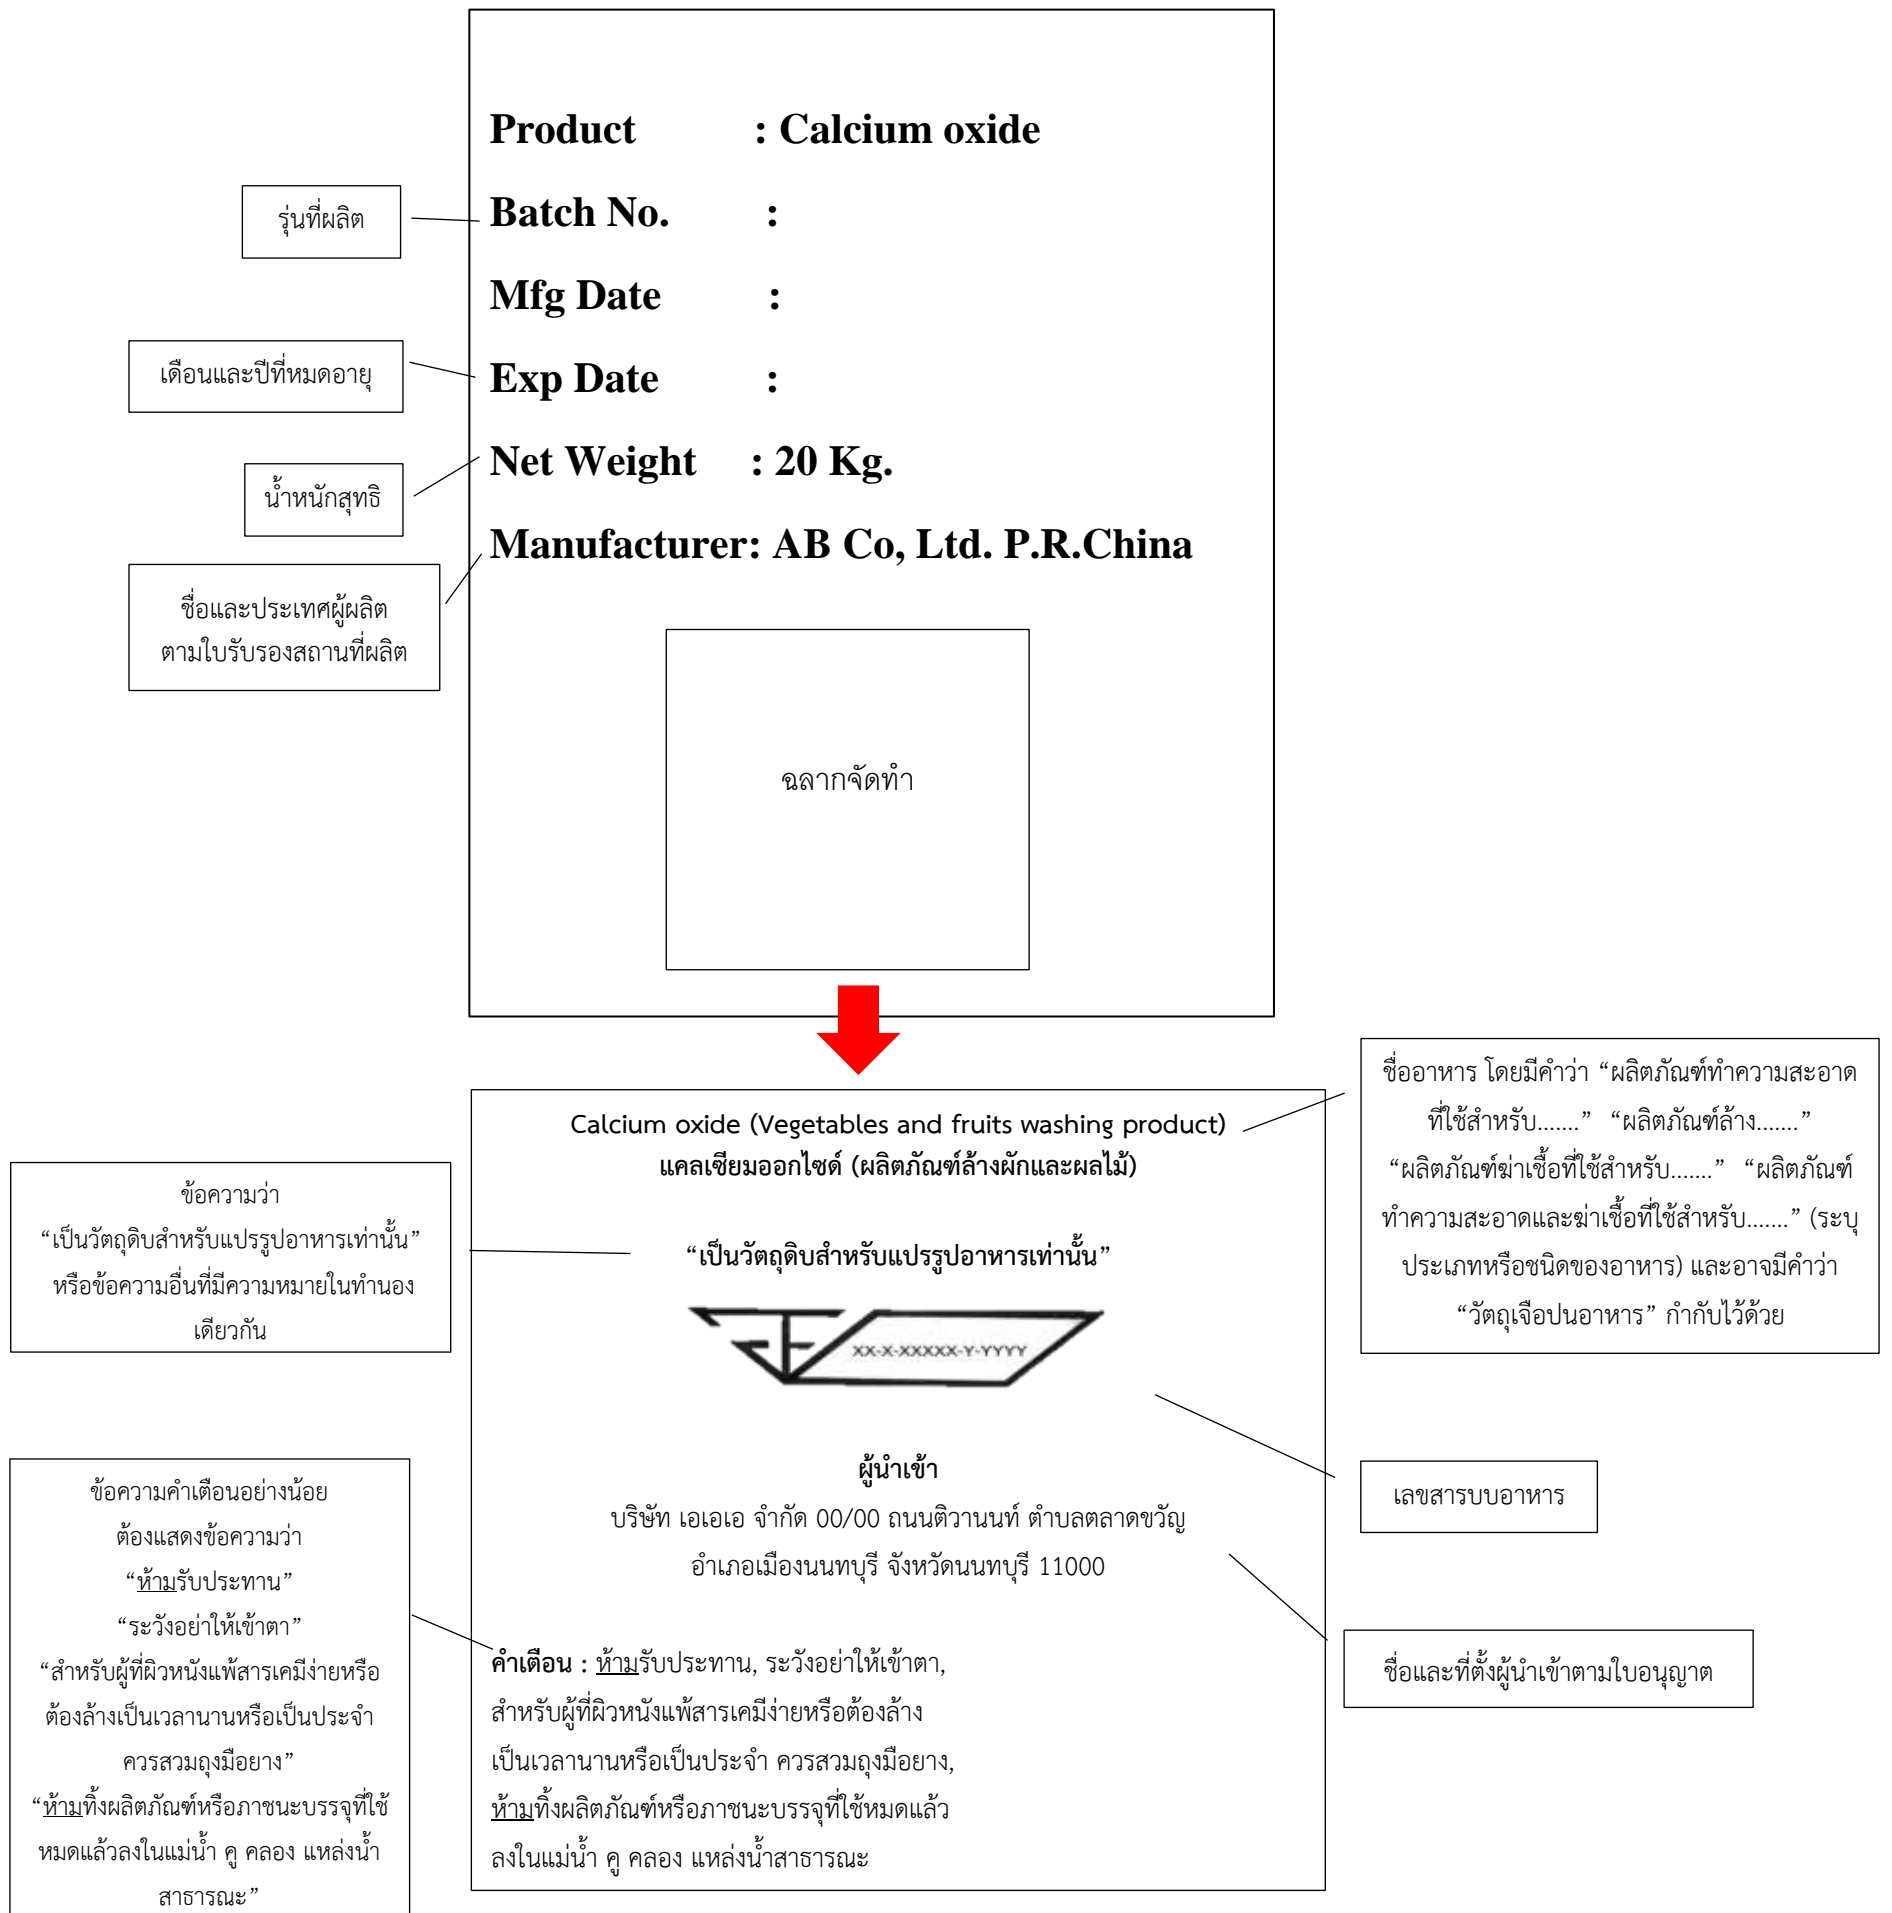 Product : Calcium oxide
รุ่นที่ผลิต
Batch No. :
Mfg Date :
เดือนและปีที่หมดอายุ
Exp Date :
Net Weight : 20 Kg.
น้ำหนักสุทธิ
Manufacturer: AB Co, Ltd. P.R.China
ชื่อและประเทศผู้ผลิต
ตามใบรับรองสถานที่ผลิต
ฉลากจัดทำ
ชื่ออาหาร โดยมีคำว่า “ผลิตภัณฑ์ทำความสะอาด
ที่ใช้สำหรับ.......” “ผลิตภัณฑ์ล้าง.......”
“ผลิตภัณฑ์ฆ่าเชื้อที่ใช้สำหรับ.......” “ผลิตภัณฑ์
ทำความสะอาดและฆ่าเชื้อที่ใช้สำหรับ.......” (ระบุ
ประเภทหรือชนิดของอาหาร) และอาจมีคำว่า
“วัตถุเจือปนอาหาร” กำกับไว้ด้วย
Calcium oxide (Vegetables and fruits washing product)
แคลเซียมออกไซด์ (ผลิตภัณฑ์ล้างผักและผลไม้)
ข้อความว่า
“เป็นวัตถุดิบสำหรับแปรรูปอาหารเท่านั้น”
หรือข้อความอื่นที่มีความหมายในทำนอง
เดียวกัน
“เป็นวัตถุดิบสำหรับแปรรูปอาหารเท่านั้น”
XX-X-XXXXX-Y-YYYY
เลขสารบบอาหาร
ผู้นำเข้า
บริษัท เอเอเอ จำกัด 00/00 ถนนติวานนท์ ตำบลตลาดขวัญ
อำเภอเมืองนนทบุรี จังหวัดนนทบุรี 11000
ชื่อและที่ตั้งผู้นำเข้าตามใบอนุญาต
ข้อความคำเตือนอย่างน้อย
ต้องแสดงข้อความว่า
“ห้ามรับประทาน”
“ระวังอย่าให้เข้าตา”
“สำหรับผู้ที่ผิวหนังแพ้สารเคมีง่ายหรือ
ต้องล้างเป็นเวลานานหรือเป็นประจำ
ควรสวมถุงมือยาง”
“ห้ามทิ้งผลิตภัณฑ์หรือภาชนะบรรจุที่ใช้
หมดแล้วลงในแม่น้ำ คู คลอง แหล่งน้ำ
สาธารณะ”
คำเตือน : ห้ามรับประทาน, ระวังอย่าให้เข้าตา,
สำหรับผู้ที่ผิวหนังแพ้สารเคมีง่ายหรือต้องล้าง
เป็นเวลานานหรือเป็นประจำ ควรสวมถุงมือยาง,
ห้ามทิ้งผลิตภัณฑ์หรือภาชนะบรรจุที่ใช้หมดแล้ว
ลงในแม่น้ำ คู คลอง แหล่งน้ำสาธารณะ